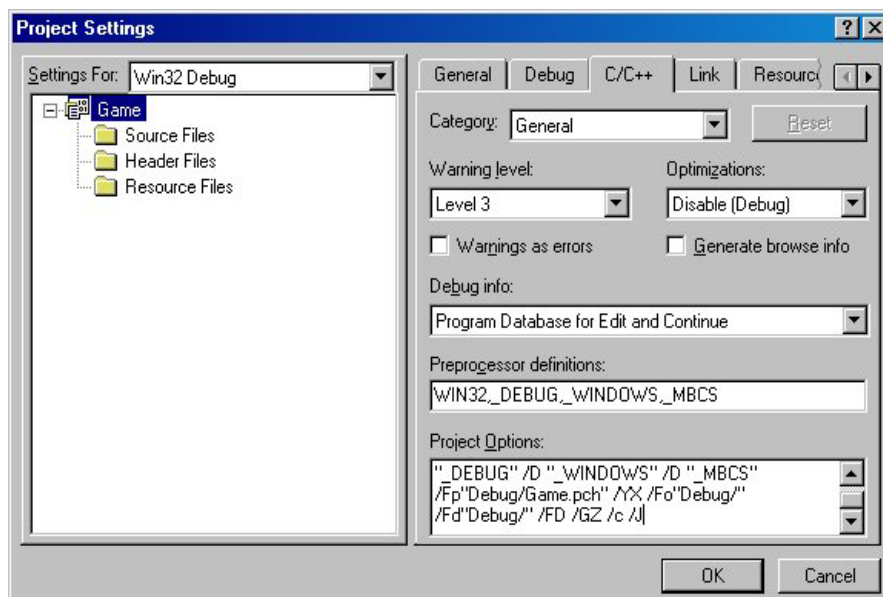 Project Settings
Settings For: Win32 Debug
Game
Source Files
Header Files
Resource Files
General Debug C/C++ Link Resourc
Category: General Reset
Warning level: Optimizations:
Level 3 Disable (Debug)
Warnings as errors Generate browse info
Debug info:
Program Database for Edit and Continue
Preprocessor definitions:
WIN32,_DEBUG,_WINDOWS,_MBCS
Project Options:
"_DEBUG" /D "_WINDOWS" /D "_MBCS"
/Fp"Debug/Game.pch" /YX /Fo"Debug/"
/Fd"Debug/" /FD /GZ /c /J
OK Cancel